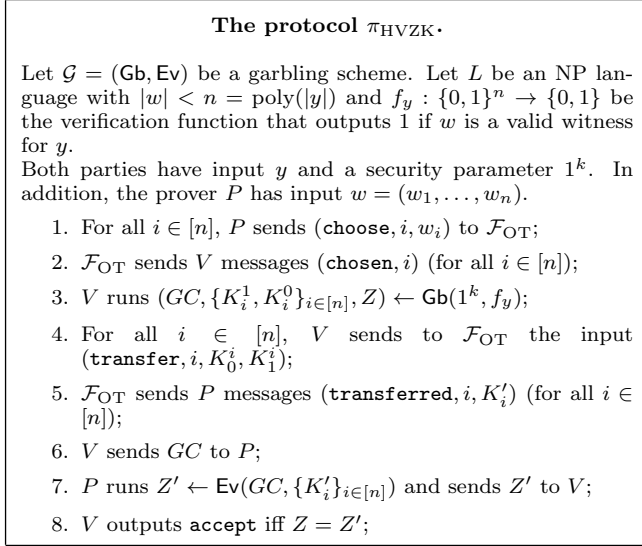 The protocol π_HVZK.
Let 𝒢 = (Gb, Ev) be a garbling scheme. Let L be an NP lan-
guage with |w| < n = poly(|y|) and f_y : {0, 1}^n → {0, 1} be
the verification function that outputs 1 if w is a valid witness
for y.
Both parties have input y and a security parameter 1^k. In
addition, the prover P has input w = (w_1, . . . , w_n).
1. For all i ∈ [n], P sends (choose, i, w_i) to ℱ_OT;
2. ℱ_OT sends V messages (chosen, i) (for all i ∈ [n]);
3. V runs (GC, {K_i^1, K_i^0}_{i∈[n]}, Z) ← Gb(1^k, f_y);
4. For all i ∈ [n], V sends to ℱ_OT the input
(transfer, i, K_0^i, K_1^i);
5. ℱ_OT sends P messages (transferred, i, K_i′) (for all i ∈
[n]);
6. V sends GC to P;
7. P runs Z′ ← Ev(GC, {K_i′}_{i∈[n]}) and sends Z′ to V;
8. V outputs accept iff Z = Z′;